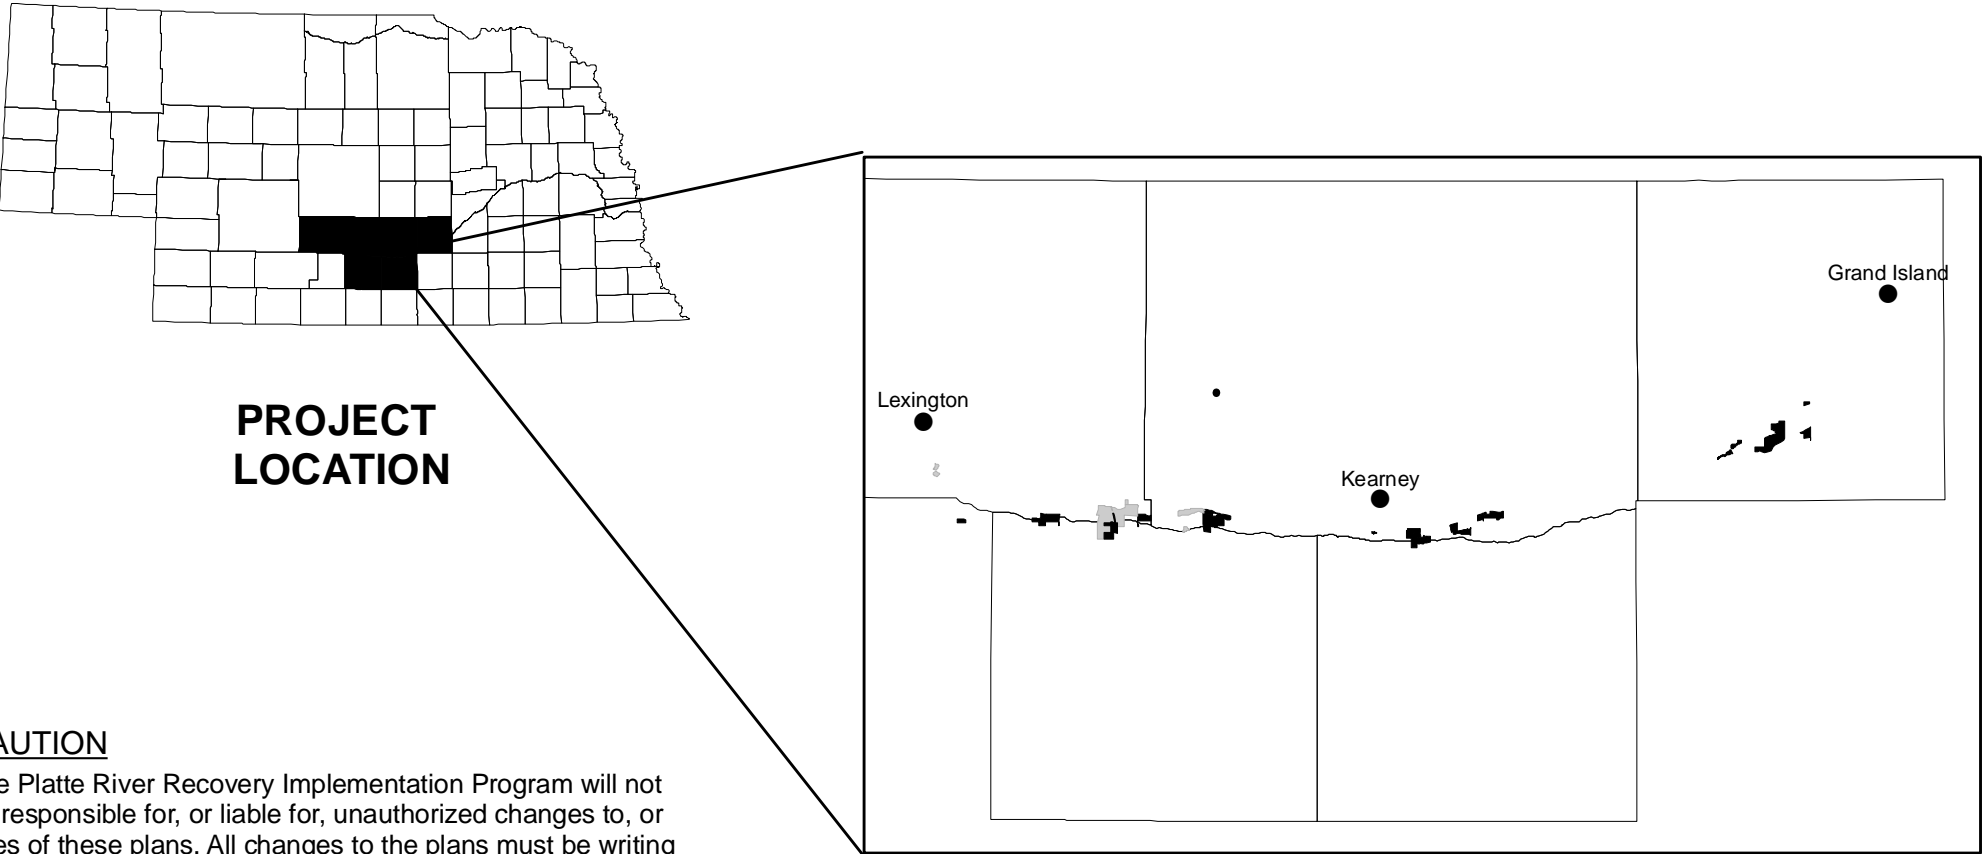 Grand Island
Lexington
Kearney
PROJECT
LOCATION
AUTION
e Platte River Recovery Implementation Program will not
responsible for, or liable for, unauthorized changes to, or
es of these plans. All changes to the plans must be writing